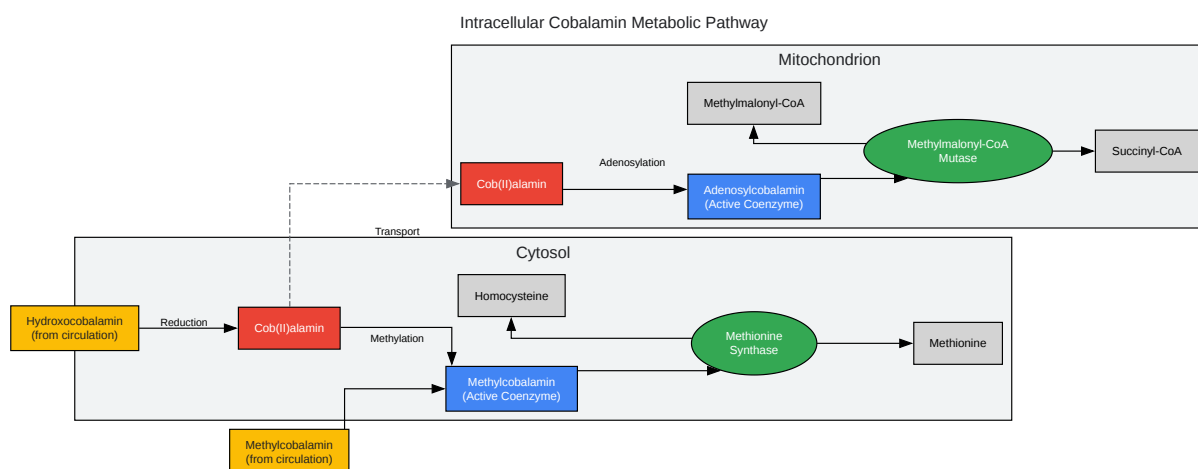 Intracellular Cobalamin Metabolic Pathway
Mitochondrion
Methylmalonyl-CoA
Methylmalonyl-CoA
Mutase
Succinyl-CoA
Cob(II)alamin
Adenosylation
Adenosylcobalamin
(Active Coenzyme)
Transport
Cytosol
Homocysteine
Hydroxocobalamin
(from circulation)
Reduction
Cob(II)alamin
Methylation
Methionine
Synthase
Methionine
Methylcobalamin
(Active Coenzyme)
Methylcobalamin
(from circulation)